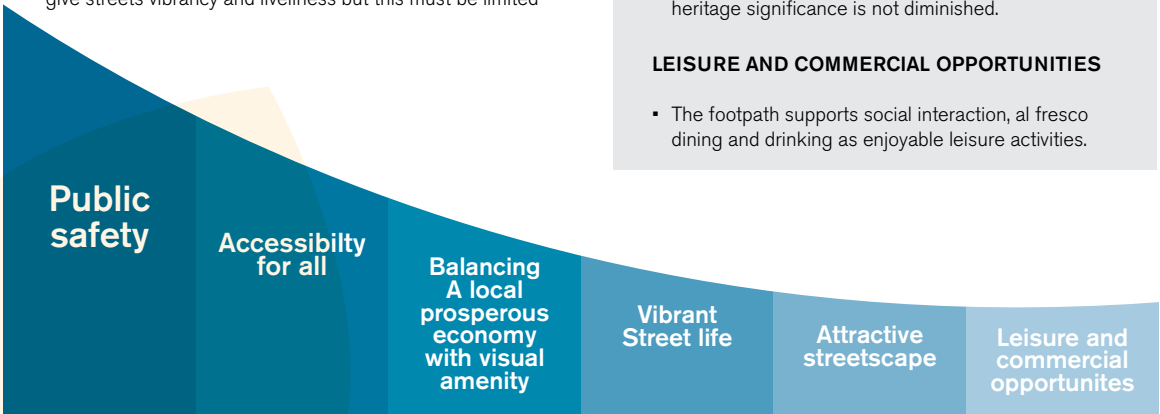 give streets vibrancy and liveliness but this must be limited
heritage significance is not diminished.
LEISURE AND COMMERCIAL OPPORTUNITIES
▪ The footpath supports social interaction, al fresco
dining and drinking as enjoyable leisure activities.
Public
safety
Accessibilty
for all
Balancing
A local
prosperous
economy
with visual
amenity
Vibrant
Street life
Attractive
streetscape
Leisure and
commercial
opportunites